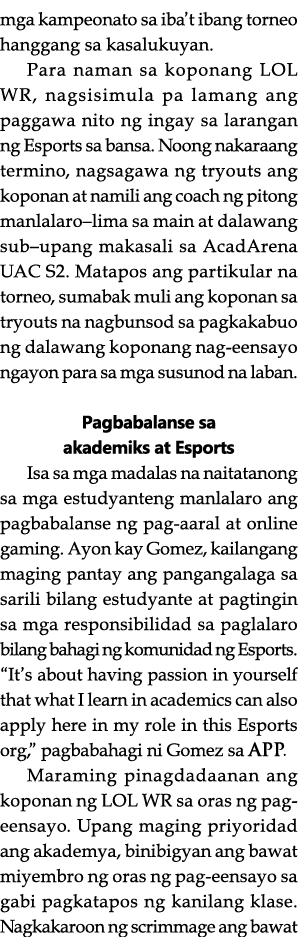 mga kampeonato sa iba’t ibang torneo
hanggang sa kasalukuyan.
Para naman sa koponang LOL
WR, nagsisimula pa lamang ang
paggawa nito ng ingay sa larangan
ng Esports sa bansa. Noong nakaraang
termino, nagsagawa ng tryouts ang
koponan at namili ang coach ng pitong
manlalaro–lima sa main at dalawang
sub–upang makasali sa AcadArena
UAC S2. Matapos ang partikular na
torneo, sumabak muli ang koponan sa
tryouts na nagbunsod sa pagkakabuo
ng dalawang koponang nag-eensayo
ngayon para sa mga susunod na laban.
Pagbabalanse sa
akademiks at Esports
Isa sa mga madalas na naitatanong
sa mga estudyanteng manlalaro ang
pagbabalanse ng pag-aaral at online
gaming. Ayon kay Gomez, kailangang
maging pantay ang pangangalaga sa
sarili bilang estudyante at pagtingin
sa mga responsibilidad sa paglalaro
bilang bahagi ng komunidad ng Esports.
“It’s about having passion in yourself
that what I learn in academics can also
apply here in my role in this Esports
org,” pagbabahagi ni Gomez sa APP.
Maraming pinagdadaanan ang
koponan ng LOL WR sa oras ng pag-
eensayo. Upang maging priyoridad
ang akademya, binibigyan ang bawat
miyembro ng oras ng pag-eensayo sa
gabi pagkatapos ng kanilang klase.
Nagkakaroon ng scrimmage ang bawat